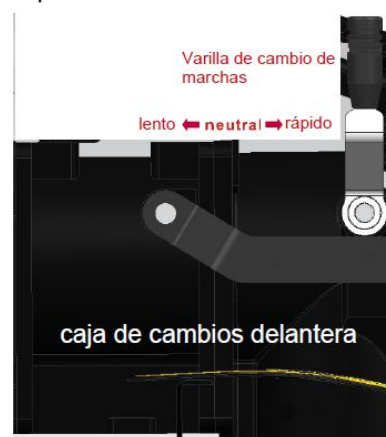 Varilla de cambio de
marchas
lento ⬅ neutral ➡ rápido
caja de cambios delantera